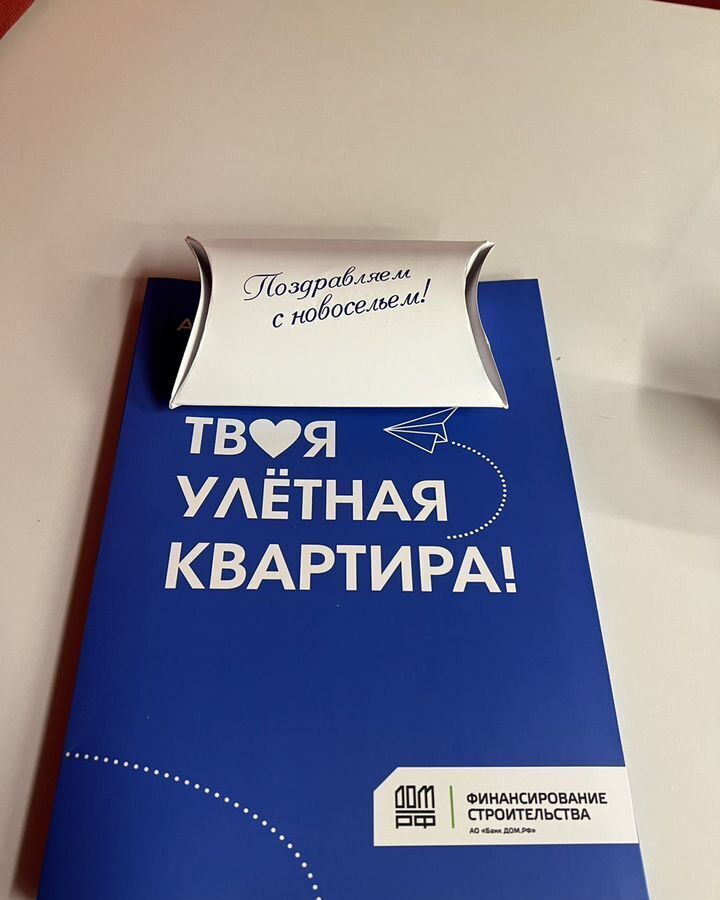 Поздравляем
с новосельем!
ТВ♥Я
УЛЁТНАЯ
КВАРТИРА!
ДОМ
РФ
ФИНАНСИРОВАНИЕ
СТРОИТЕЛЬСТВА
АО «Банк ДОМ.РФ»